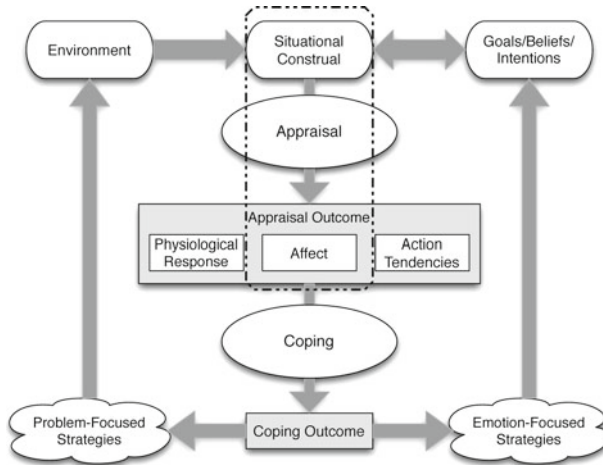 Environment
Situational
Construal
Goals/Beliefs/
Intentions
Appraisal
Appraisal Outcome
Physiological
Response
Affect
Action
Tendencies
Coping
Problem-Focused
Strategies
Coping Outcome
Emotion-Focused
Strategies